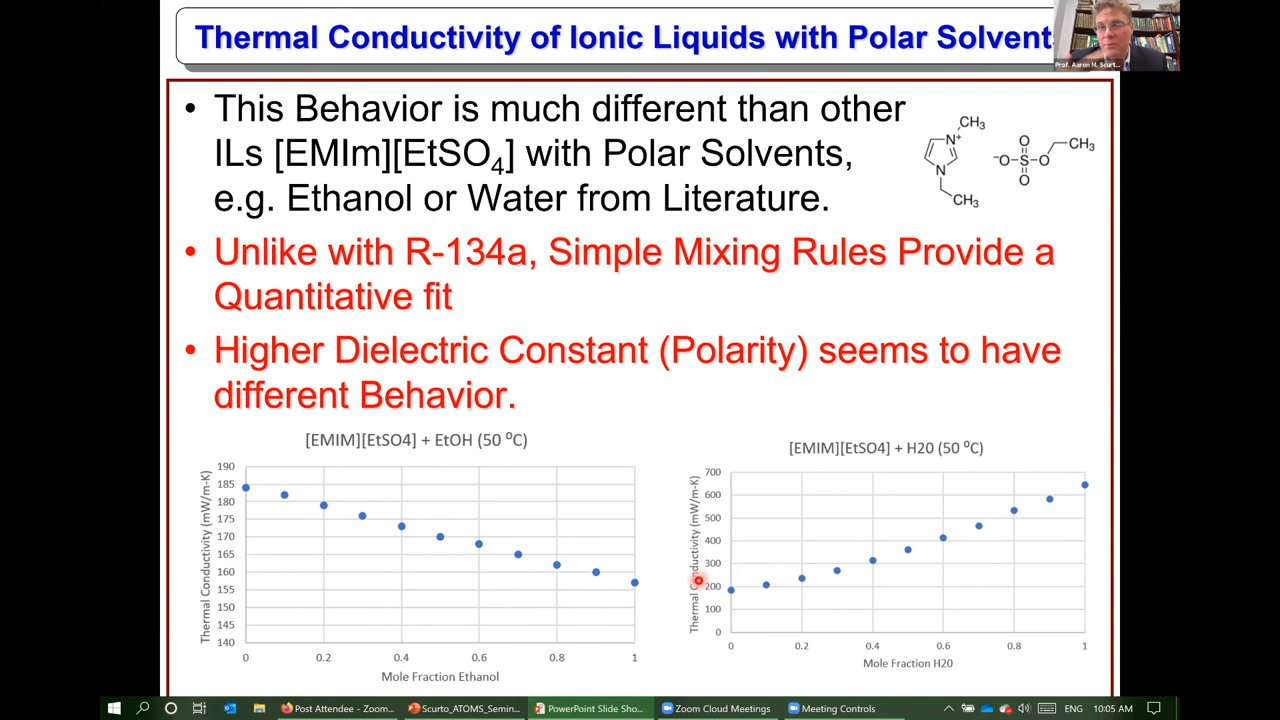 Thermal Conductivity of Ionic Liquids with Polar Solvents
Prof. Aaron M. Scurt...
• This Behavior is much different than other
ILs [EMIm][EtSO4] with Polar Solvents,
e.g. Ethanol or Water from Literature.
CH3
N+
N
CH3
O
-O-S-O
O
CH3
• Unlike with R-134a, Simple Mixing Rules Provide a
Quantitative fit
• Higher Dielectric Constant (Polarity) seems to have
different Behavior.
[EMIM][EtSO4] + EtOH (50 ⁰C)
Thermal Conductivity (mW/m-K)
190
185
180
175
170
165
160
155
150
145
140
0 0.2 0.4 0.6 0.8 1
Mole Fraction Ethanol
[EMIM][EtSO4] + H20 (50 ⁰C)
Thermal Conductivity (mW/m-K)
700
600
500
400
300
200
100
0
0 0.2 0.4 0.6 0.8 1
Mole Fraction H20
Post Attendee - Zoom...
Scurto_ATOMS_Semin...
PowerPoint Slide Sho...
Zoom Cloud Meetings
Meeting Controls
ENG
10:05 AM